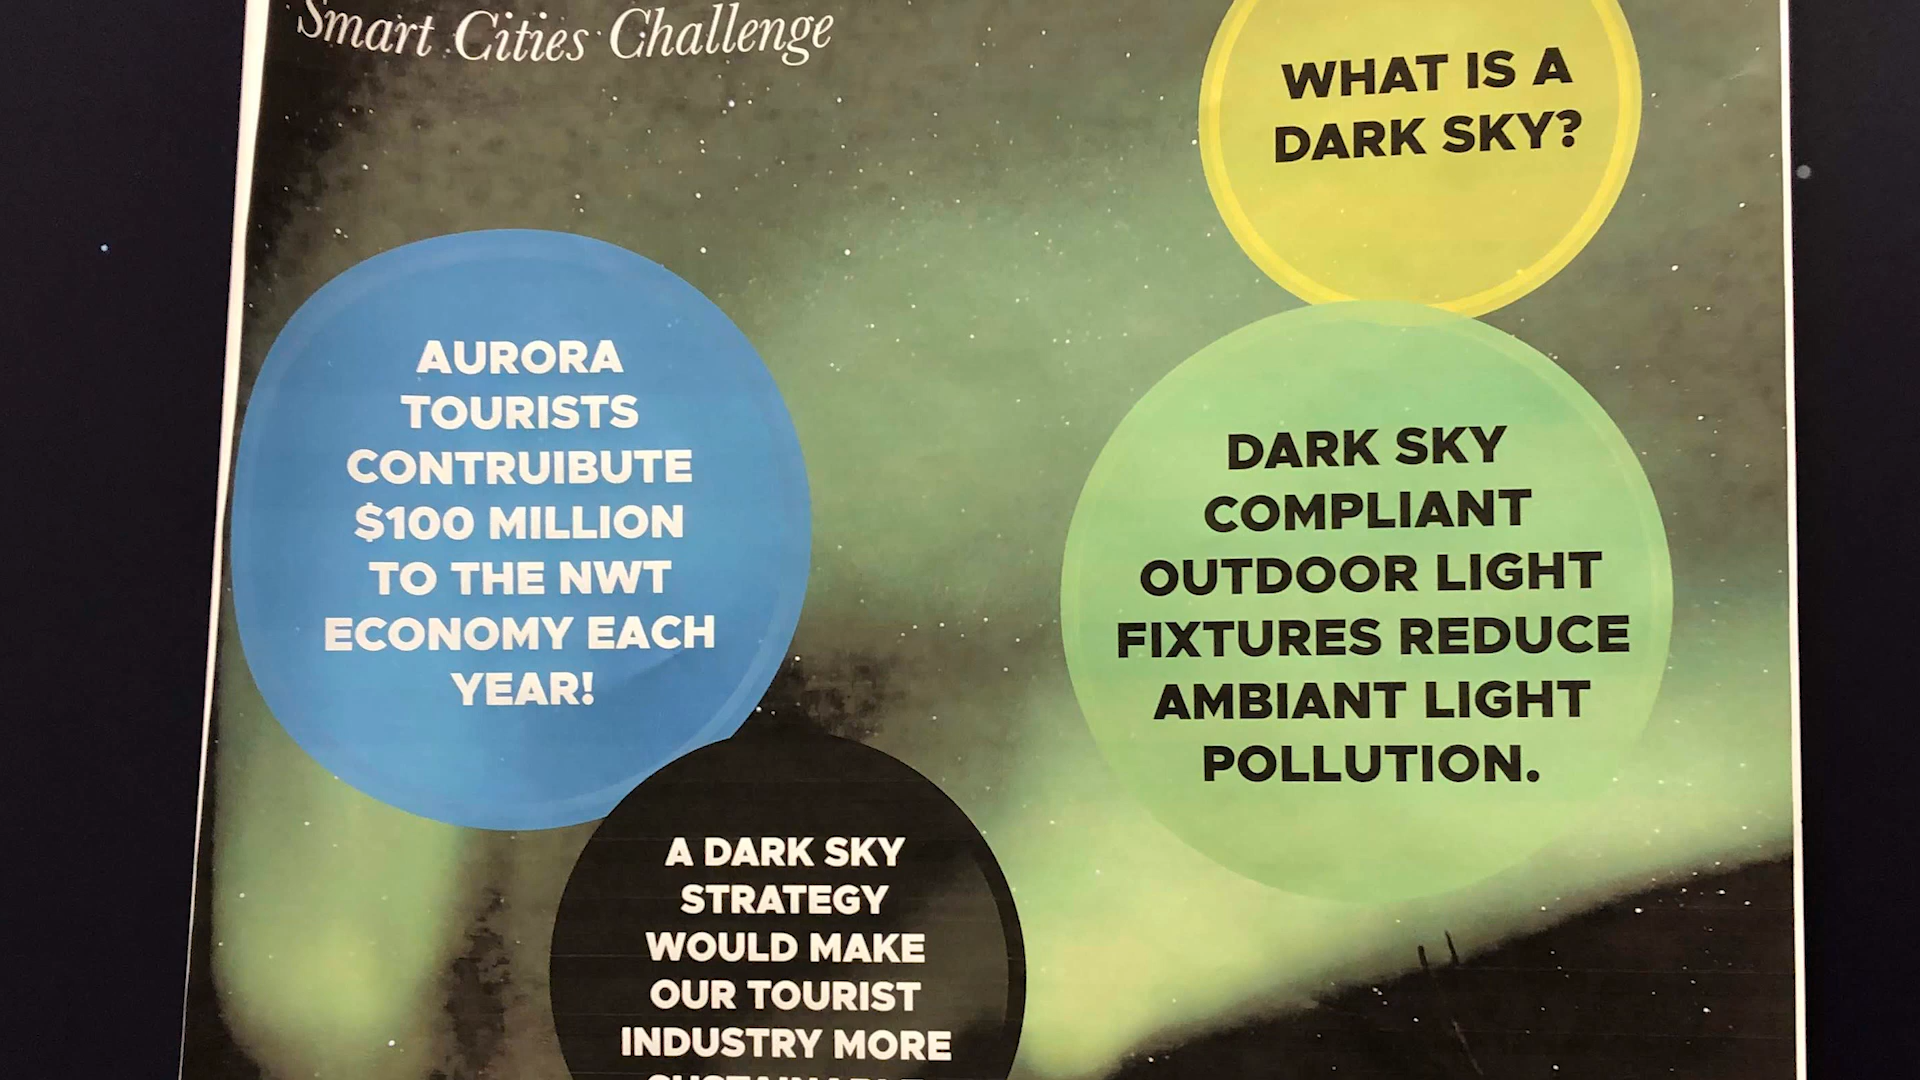 Smart Cities Challenge
WHAT IS A
DARK SKY?
AURORA
TOURISTS
CONTRUIBUTE
$100 MILLION
TO THE NWT
ECONOMY EACH
YEAR!
DARK SKY
COMPLIANT
OUTDOOR LIGHT
FIXTURES REDUCE
AMBIANT LIGHT
POLLUTION.
A DARK SKY
STRATEGY
WOULD MAKE
OUR TOURIST
INDUSTRY MORE